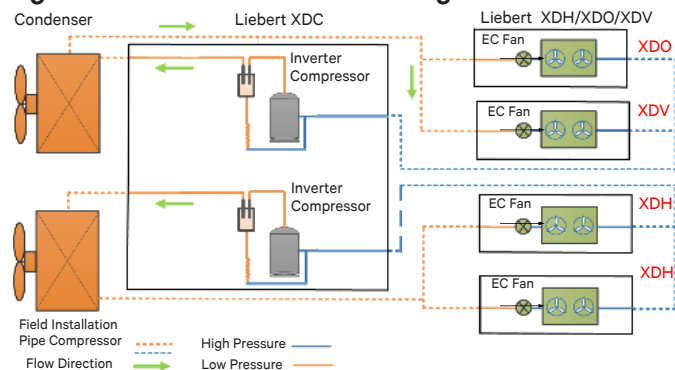 Condenser
Liebert XDC
Liebert XDH/XDO/XDV
Inverter
Compressor
EC Fan
XDO
EC Fan
XDV
Inverter
Compressor
EC Fan
XDH
EC Fan
XDH
Field Installation
Pipe Compressor
High Pressure
Flow Direction
Low Pressure